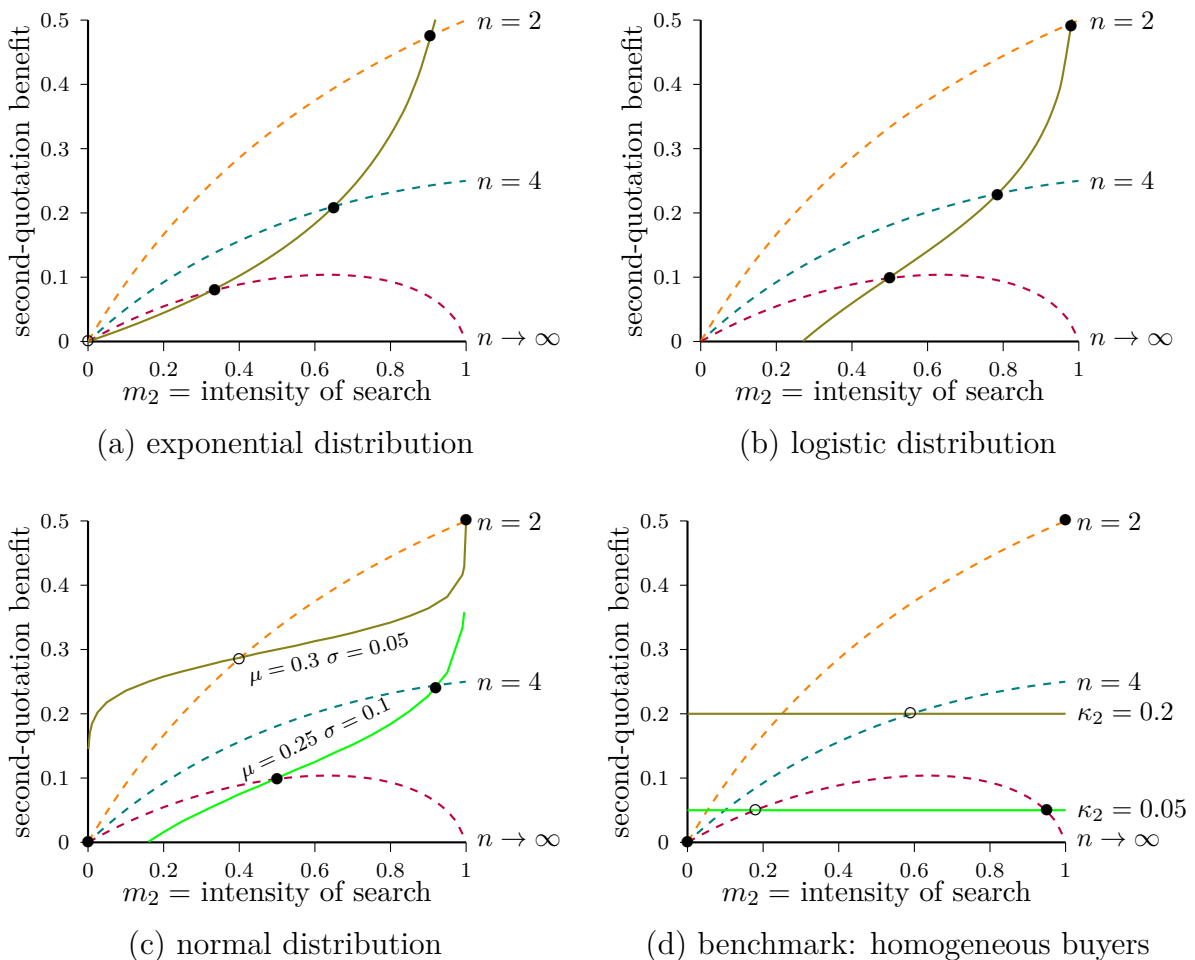 second-quotation benefit
0.5
0.4
0.3
0.2
0.1
0
0
0.2
0.4
0.6
0.8
1
n = 2
n = 4
n → ∞
m₂ = intensity of search
(a) exponential distribution
second-quotation benefit
0.5
0.4
0.3
0.2
0.1
0
0
0.2
0.4
0.6
0.8
1
n = 2
n = 4
n → ∞
m₂ = intensity of search
(b) logistic distribution
second-quotation benefit
0.5
0.4
0.3
0.2
0.1
0
0
0.2
0.4
0.6
0.8
1
n = 2
μ = 0.3 σ = 0.05
n = 4
μ = 0.25 σ = 0.1
n → ∞
m₂ = intensity of search
(c) normal distribution
second-quotation benefit
0.5
0.4
0.3
0.2
0.1
0
0
0.2
0.4
0.6
0.8
1
n = 2
n = 4
κ₂ = 0.2
κ₂ = 0.05
n → ∞
m₂ = intensity of search
(d) benchmark: homogeneous buyers